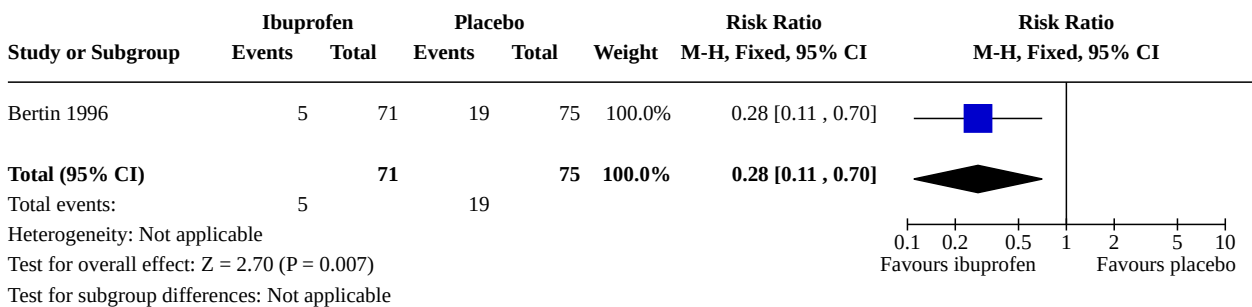 Ibuprofen Placebo Risk Ratio Risk Ratio
Study or Subgroup Events Total Events Total Weight M-H, Fixed, 95% CI M-H, Fixed, 95% CI
Bertin 1996 5 71 19 75 100.0% 0.28 [0.11 , 0.70]
Total (95% CI) 71 75 100.0% 0.28 [0.11 , 0.70]
Total events: 5 19
Heterogeneity: Not applicable
0.1 0.2 0.5 1 2 5 10
Test for overall effect: Z = 2.70 (P = 0.007) Favours ibuprofen Favours placebo
Test for subgroup differences: Not applicable